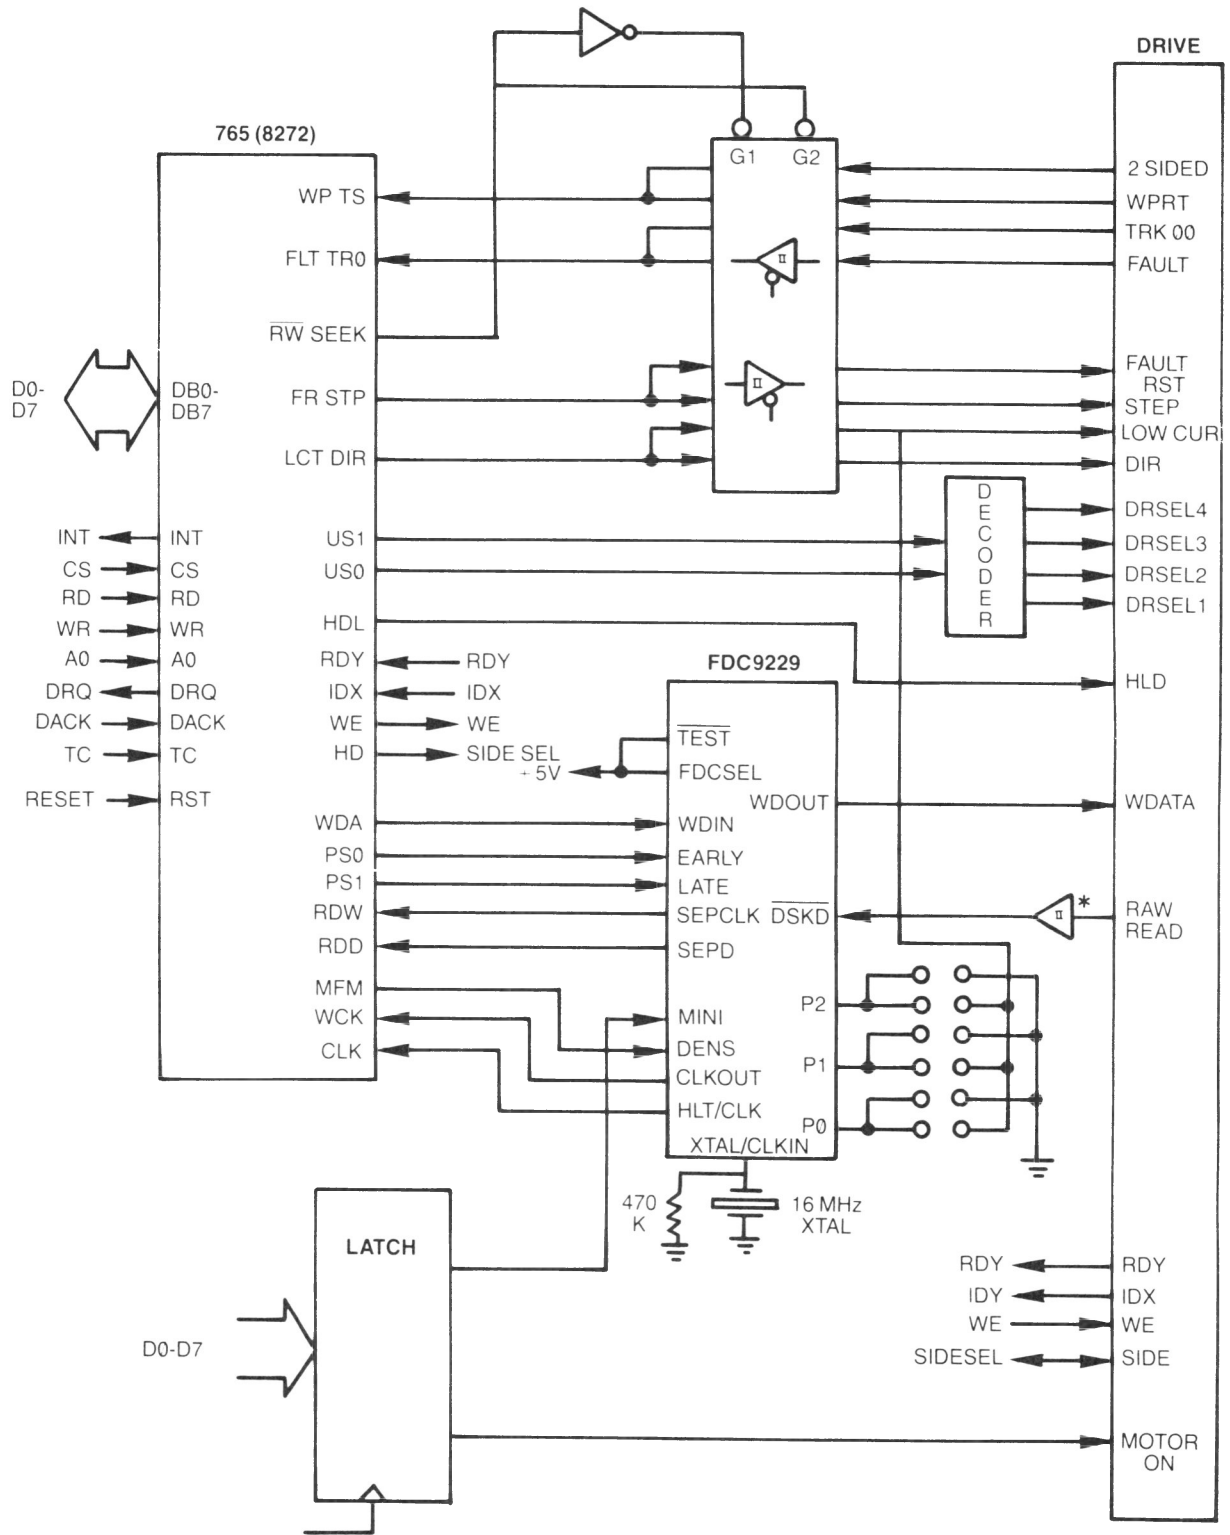 DRIVE
765 (8272)
G1 G2
2 SIDED
WPRT
TRK 00
FAULT
WP TS
FLT TR0
II
RW SEEK
FR STP
II
LCT DIR
FAULT
RST
STEP
LOW CUR
DIR
D0-
D7
DB0-
DB7
DECODER
DRSEL4
DRSEL3
DRSEL2
DRSEL1
INT INT
CS CS
RD RD
WR WR
A0 A0
DRQ DRQ
DACK DACK
TC TC
RESET RST
US1
US0
HDL
RDY RDY
IDX IDX
WE WE
HD SIDE SEL
+5V
FDC9229
HLD
TEST
FDCSEL
WDOUT
WDATA
WDA WDIN
PS0 EARLY
PS1 LATE
RDW SEPCLK DSKD
II *
RAW
READ
RDD SEPD
MFM
WCK
CLK
MINI
DENS
CLKOUT
HLT/CLK
P2
P1
P0
XTAL/CLKIN
470
K
16 MHz
XTAL
LATCH
D0-D7
RDY RDY
IDY IDX
WE WE
SIDESEL SIDE
MOTOR
ON